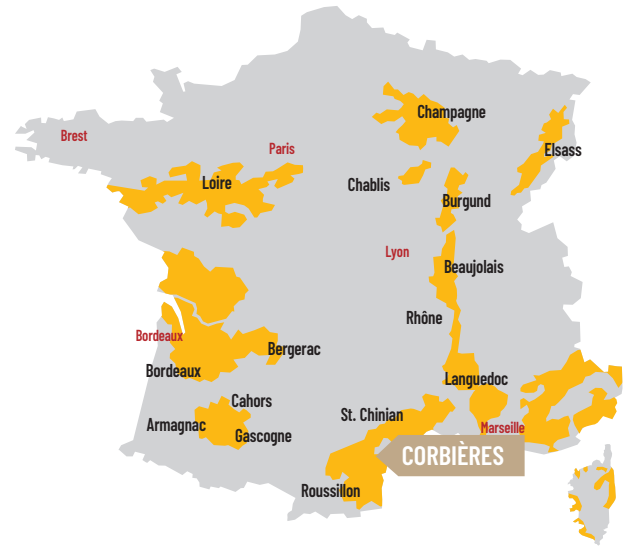 Champagne
Brest
Paris
Elsass
Loire
Chablis
Burgund
Lyon
Beaujolais
Rhône
Bordeaux
Bergerac
Bordeaux
Languedoc
Cahors
St. Chinian
Armagnac
Marseille
Gascogne
CORBIÈRES
Roussillon